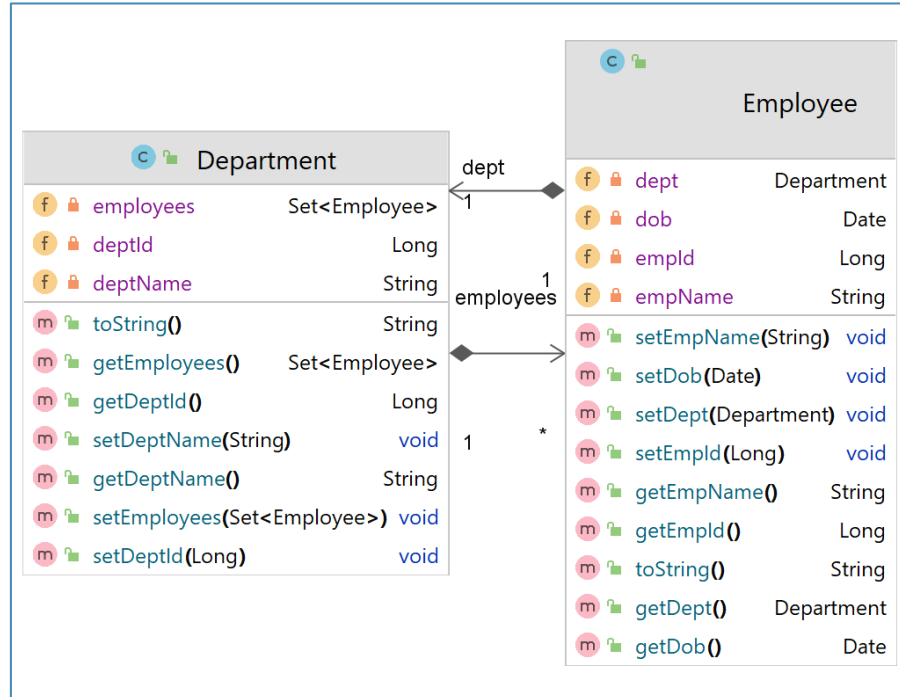 C Department
f employees Set<Employee>
f deptId Long
f deptName String
m toString() String
m getEmployees() Set<Employee>
m getDeptId() Long
m setDeptName(String) void
m getDeptName() String
m setEmployees(Set<Employee>) void
m setDeptId(Long) void
dept
1
1
employees
1
*
C
Employee
f dept Department
f dob Date
f empId Long
f empName String
m setEmpName(String) void
m setDob(Date) void
m setDept(Department) void
m setEmpId(Long) void
m getEmpName() String
m getEmpId() Long
m toString() String
m getDept() Department
m getDob() Date